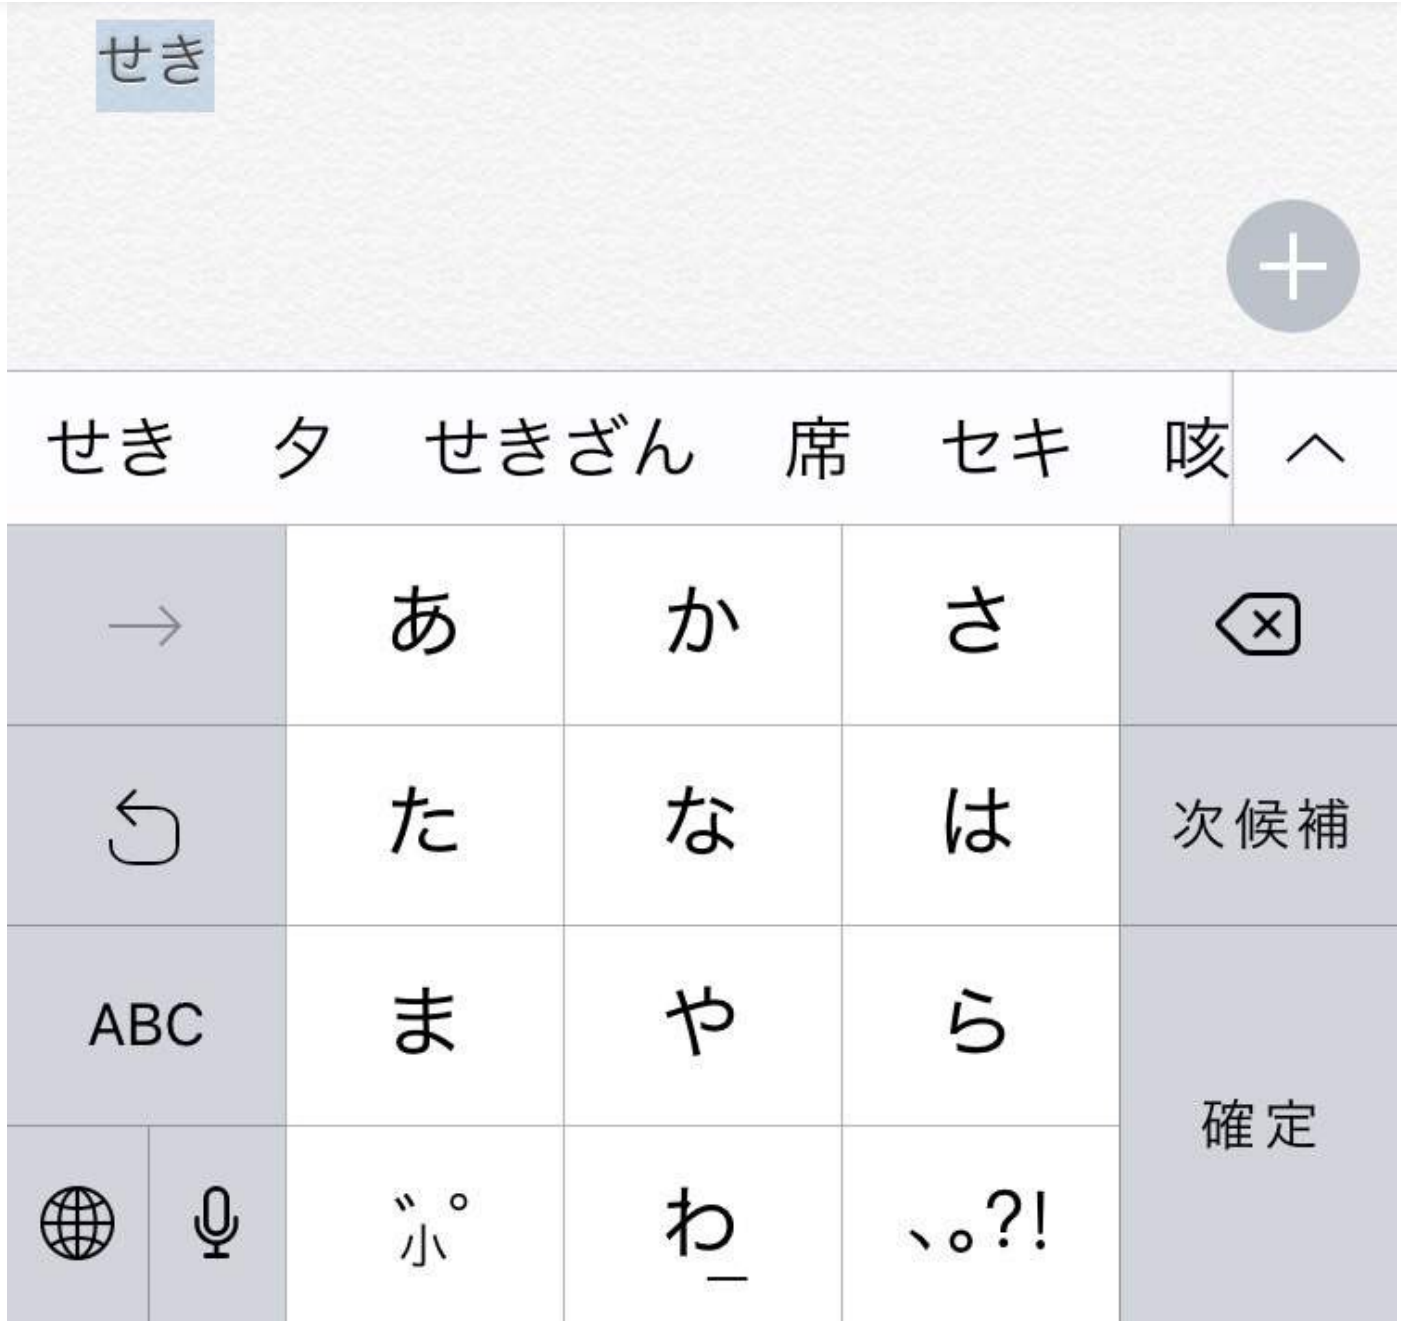 せき
せき 夕 せきざん 席 セキ 咳
あ か さ
た な は 次候補
ABC ま や ら
確定
゛゜小 わ_ 、。?!